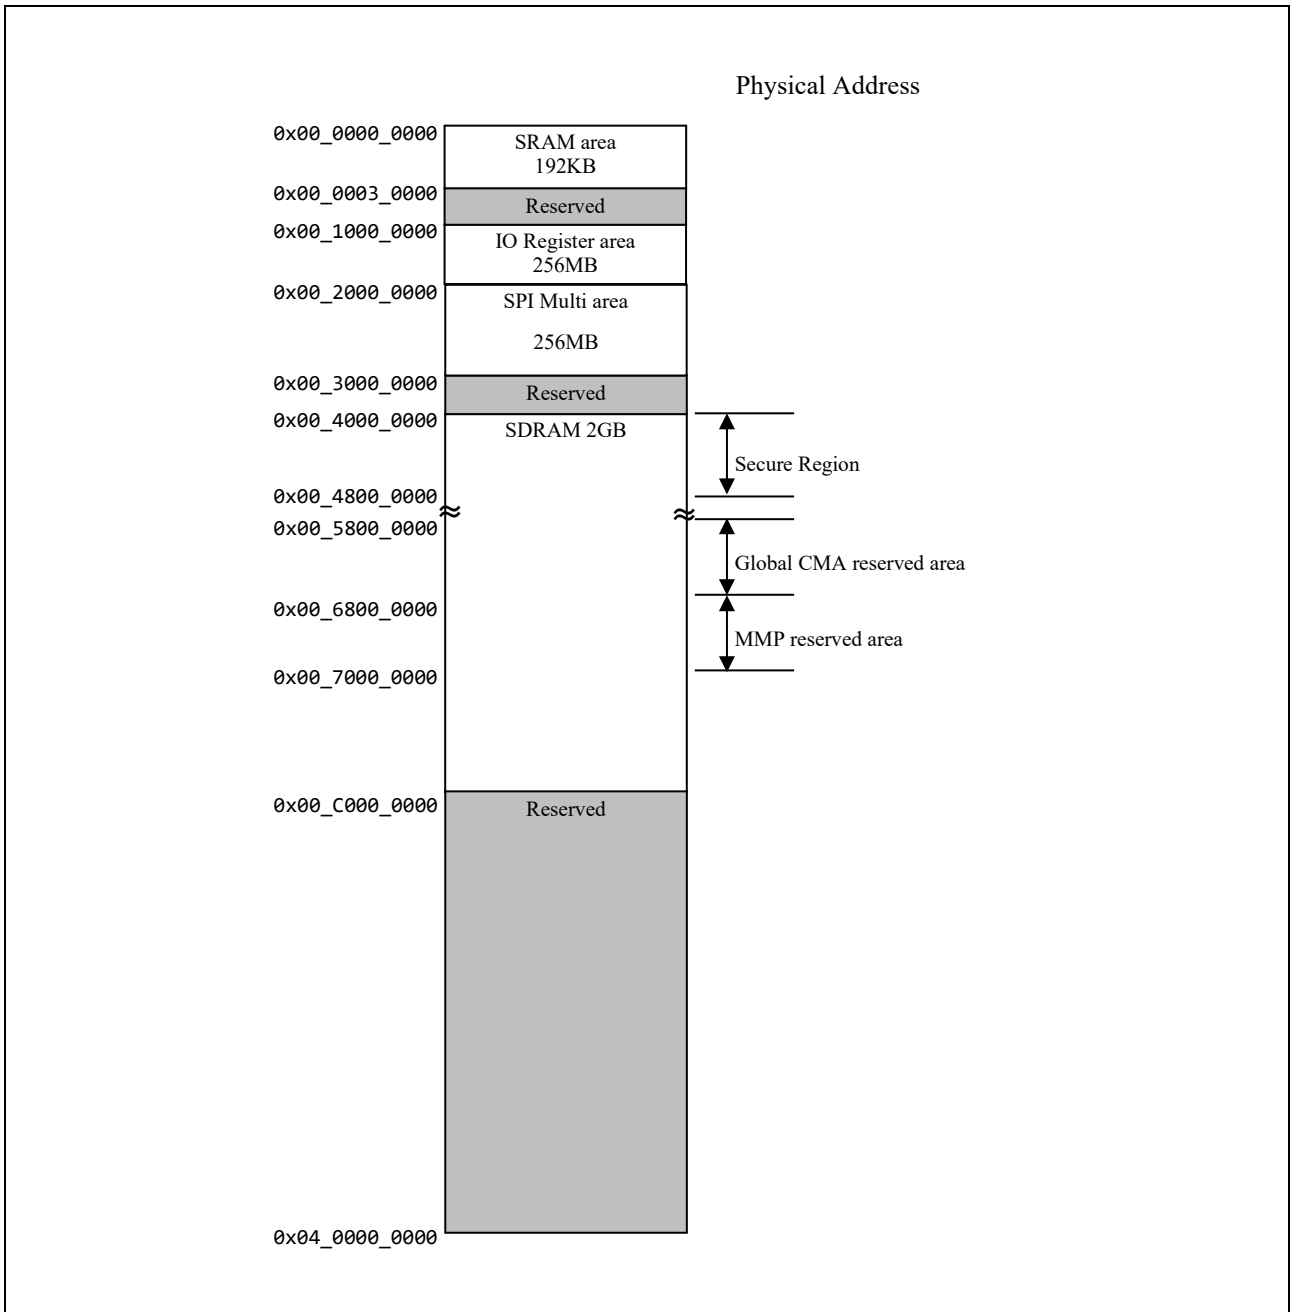 Physical Address
0x00_0000_0000
SRAM area
192KB
0x00_0003_0000
Reserved
0x00_1000_0000
IO Register area
256MB
0x00_2000_0000
SPI Multi area
256MB
0x00_3000_0000
Reserved
0x00_4000_0000
SDRAM 2GB
Secure Region
0x00_4800_0000
0x00_5800_0000
Global CMA reserved area
0x00_6800_0000
MMP reserved area
0x00_7000_0000
0x00_C000_0000
Reserved
0x04_0000_0000